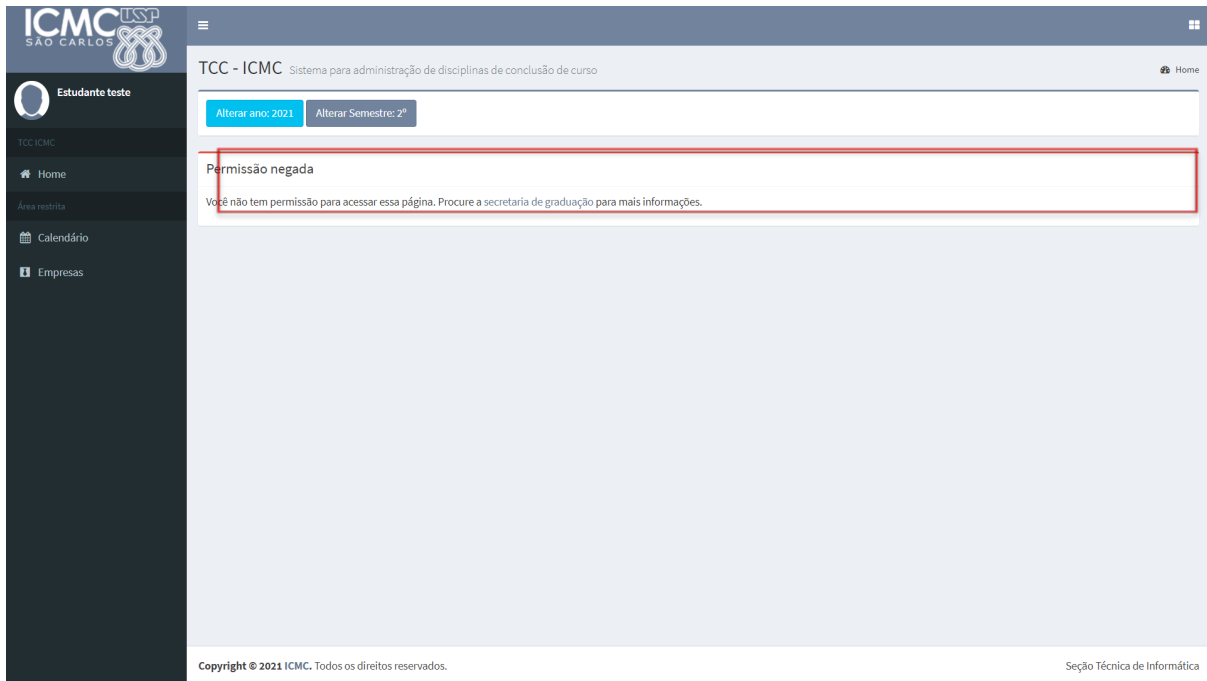 ICMC USP
SÃO CARLOS
TCC - ICMC Sistema para administração de disciplinas de conclusão de curso
Home
Estudante teste
Alterar ano: 2021 Alterar Semestre: 2º
TCC ICMC
Home
Área restrita
Calendário
Empresas
Permissão negada
Você não tem permissão para acessar essa página. Procure a secretaria de graduação para mais informações.
Copyright © 2021 ICMC. Todos os direitos reservados.
Seção Técnica de Informática